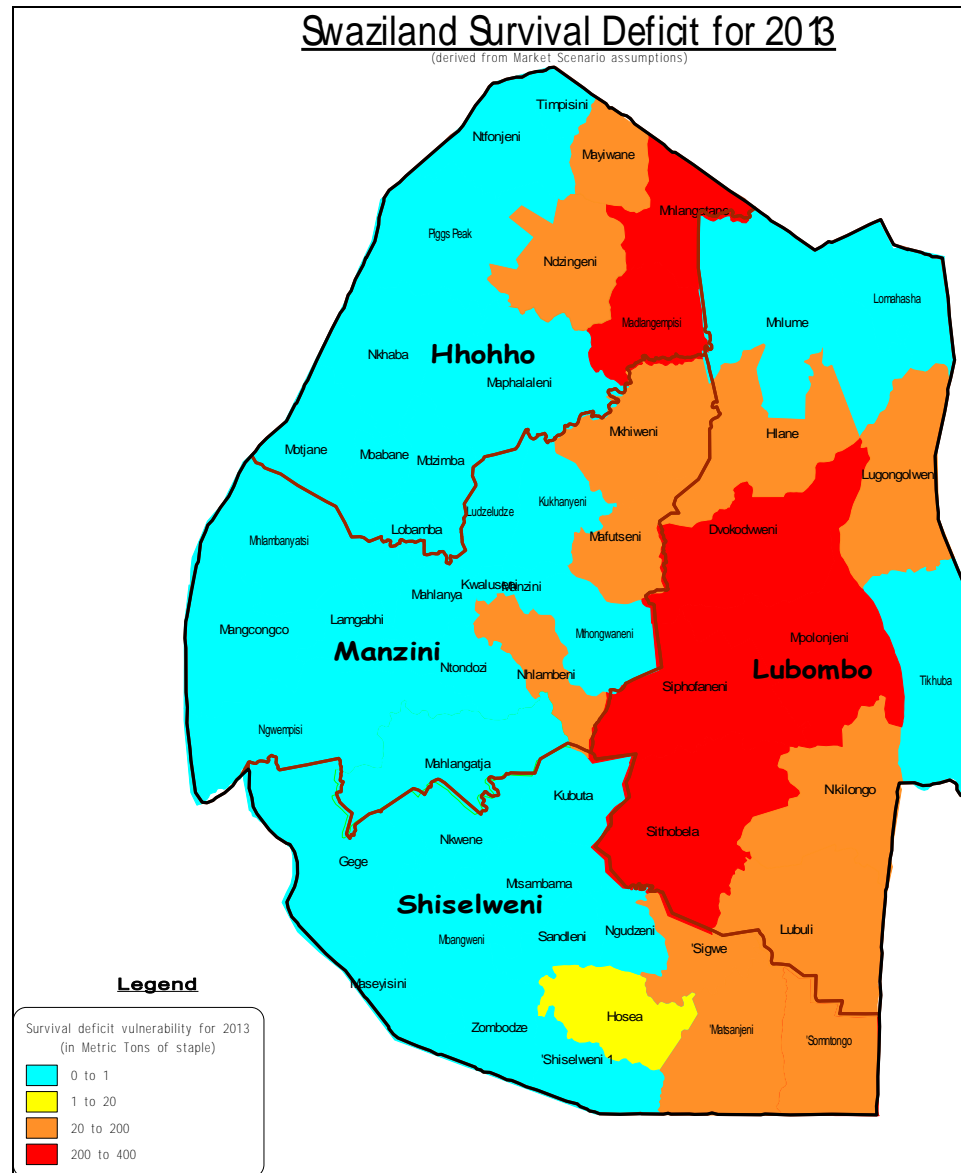 Swaziland Survival Deficit for 2013
(derived from Market Scenario assumptions)
Timpisini
Ntfonjeni
Mayiwane
Mhlangatane
Piggs Peak
Ndzingeni
Lomahasha
Madlangempisi
Mhlume
Nkhaba
Hhohho
Maphalaleni
Mkhiweni
Hlane
Motjane
Mbabane
Mdzimba
Lugongolweni
Kukhanyeni
Ludzeludze
Lobamba
Dvokodvweni
Mafutseni
Mhlambanyatsi
Kwaluseni
Manzini
Mahlanya
Lamgabhi
Mangcongco
Mthongwaneni
Mpolonjeni
Manzini
Ntondozi
Nhlambeni
Lubombo
Siphofaneni
Tikhuba
Ngwempisi
Mahlangatja
Kubuta
Nkilongo
Sithobela
Nkwene
Gege
Mtsambama
Shiselweni
Mbangweni
Sandleni
Ngudzeni
Lubuli
'Sigwe
Maseyisini
Hosea
Zombodze
'Matsanjeni
'Somntongo
'Shiselweni 1
Legend
Survival deficit vulnerability for 2013
(in Metric Tons of staple)
0 to 1
1 to 20
20 to 200
200 to 400